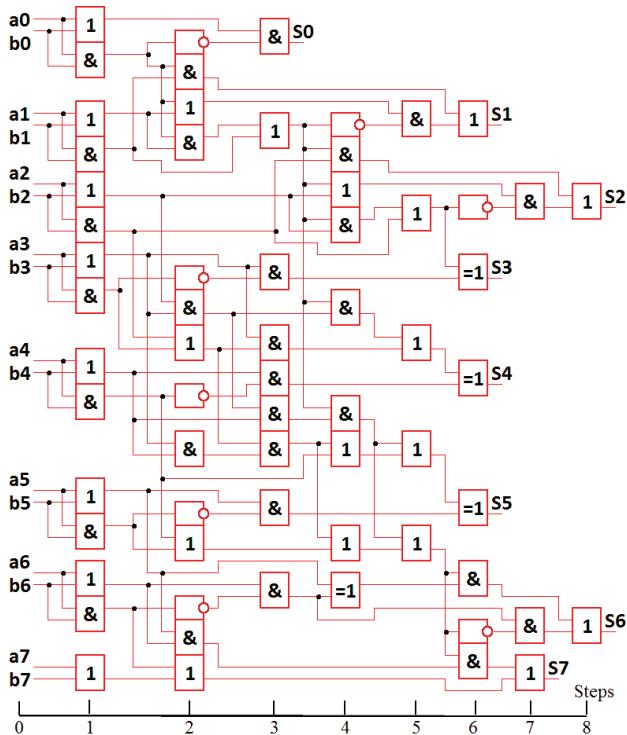 a0 1
& S0
b0
&
&
1
a1 1 1 & 1 S1
b1 &
& &
a2 1 1 & 1 S2
b2 1
& &
a3 1
b3 & =1 S3
& & &
1 & 1
a4 1
b4 & =1 S4
& & &
& & 1 1
a5 1
b5 & =1 S5
& 1 1 1
a6 1 &
b6 & =1
& & 1 S6
&
a7 &
b7 1 1 1 S7
Steps
0 1 2 3 4 5 6 7 8